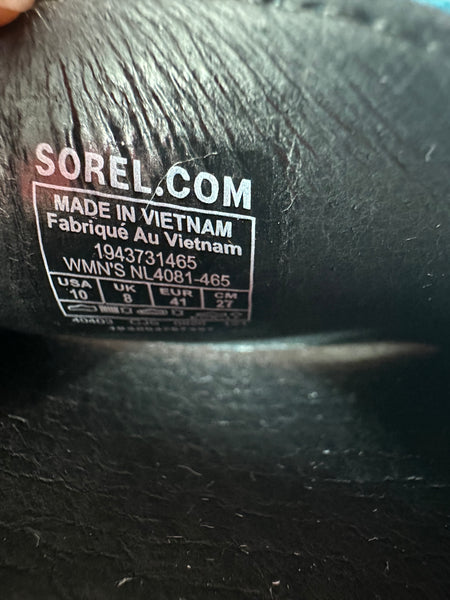 SOREL.COM
MADE IN VIETNAM
Fabriqué Au Vietnam
1943731465
WMN'S NL4081-465
USA UK EUR CM
10 8 41 27